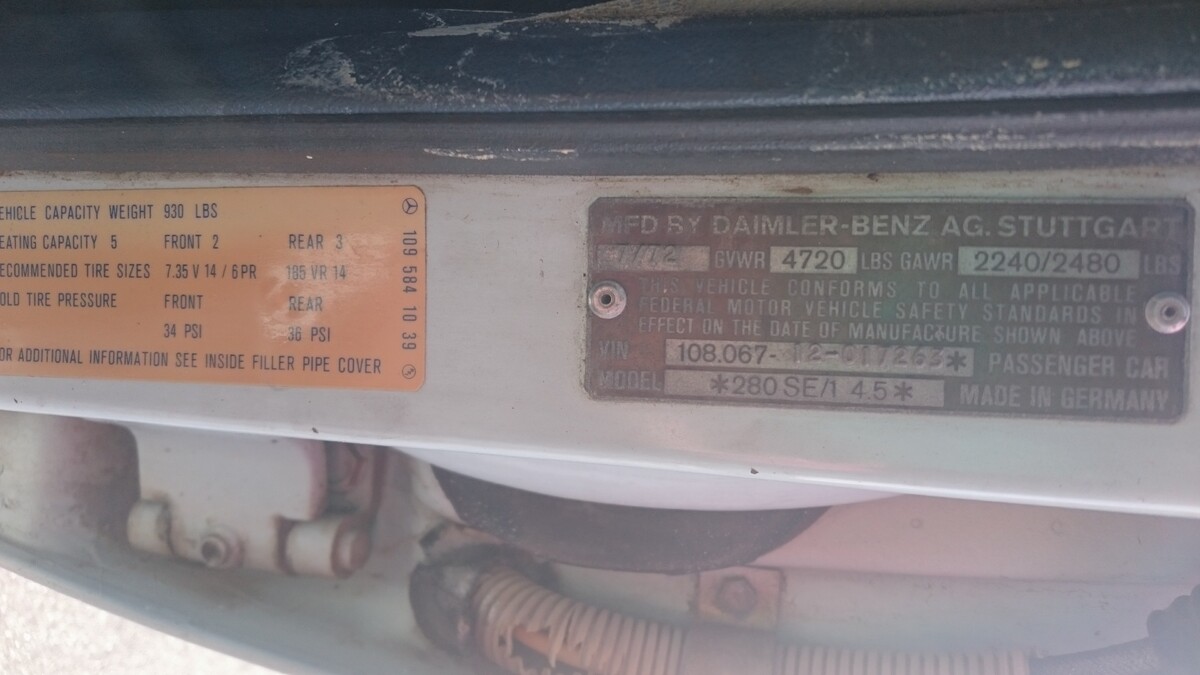 EHICLE CAPACITY WEIGHT 930 LBS
EATING CAPACITY 5 FRONT 2 REAR 3
ECOMMENDED TIRE SIZES 7.35 V 14 / 6 PR 185 VR 14
OLD TIRE PRESSURE FRONT REAR
34 PSI 36 PSI
OR ADDITIONAL INFORMATION SEE INSIDE FILLER PIPE COVER
109 584 10 39
MFD BY DAIMLER-BENZ AG. STUTTGART
7/72 GVWR 4720 LBS GAWR 2240/2480 LBS
THIS VEHICLE CONFORMS TO ALL APPLICABLE
FEDERAL MOTOR VEHICLE SAFETY STANDARDS IN
EFFECT ON THE DATE OF MANUFACTURE SHOWN ABOVE
VIN 108.067-12-017263* PASSENGER CAR
MODEL *280 SE/1 4.5* MADE IN GERMANY